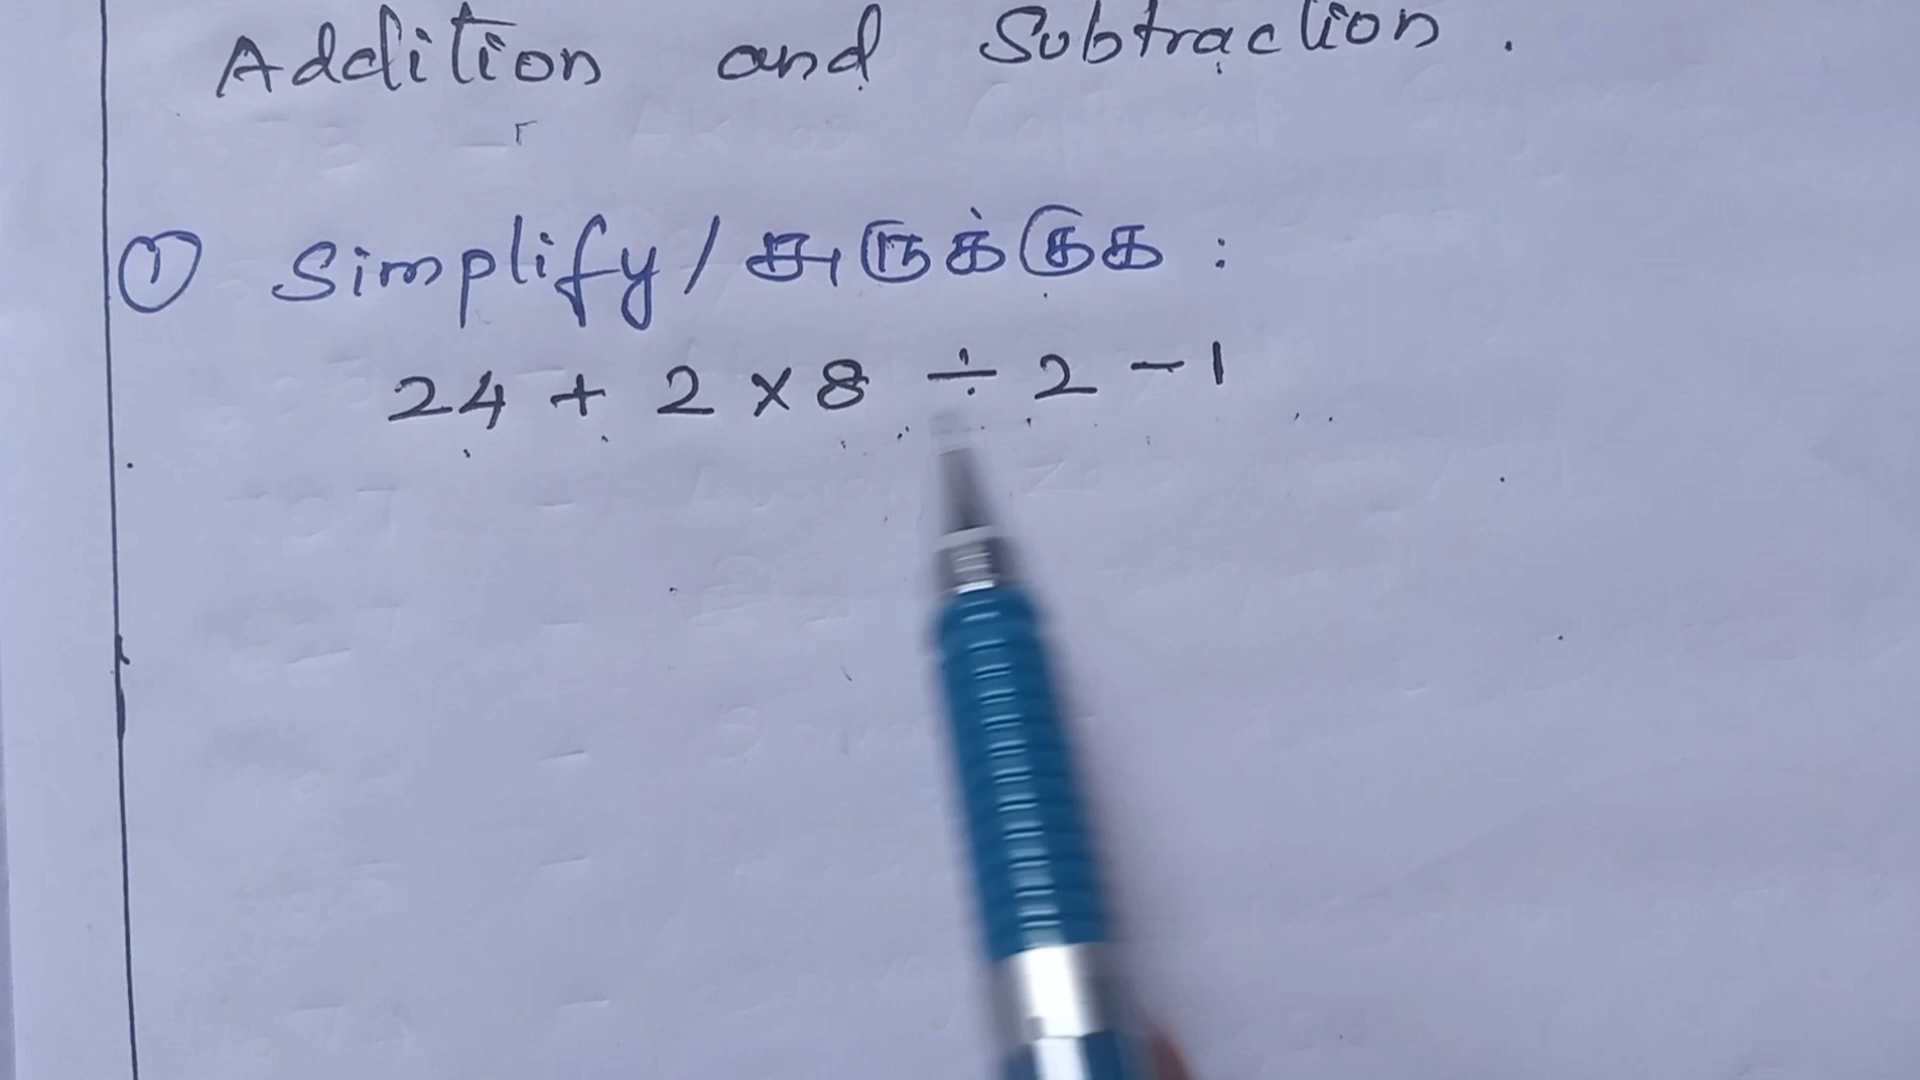 Addition and Subtraction.
① Simplify / சுருக்குக :
24 + 2 × 8 ÷ 2 - 1